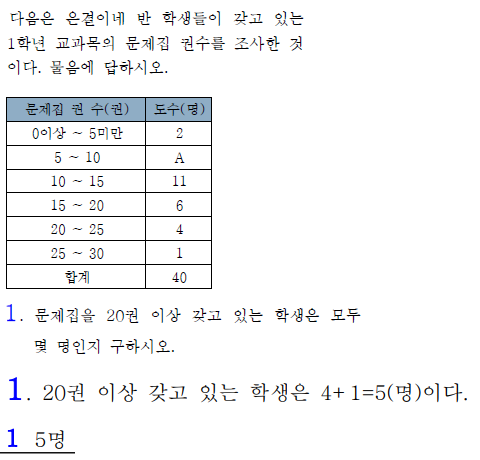 다음은 은결이네 반 학생들이 갖고 있는
1학년 교과목의 문제집 권수를 조사한 것
이다. 물음에 답하시오.
문제집 권 수(권) 도수(명)
0이상 ~ 5미만 2
5 ~ 10 A
10 ~ 15 11
15 ~ 20 6
20 ~ 25 4
25 ~ 30 1
합계 40
1. 문제집을 20권 이상 갖고 있는 학생은 모두
몇 명인지 구하시오.
1. 20권 이상 갖고 있는 학생은 4+1=5(명)이다.
1 5명